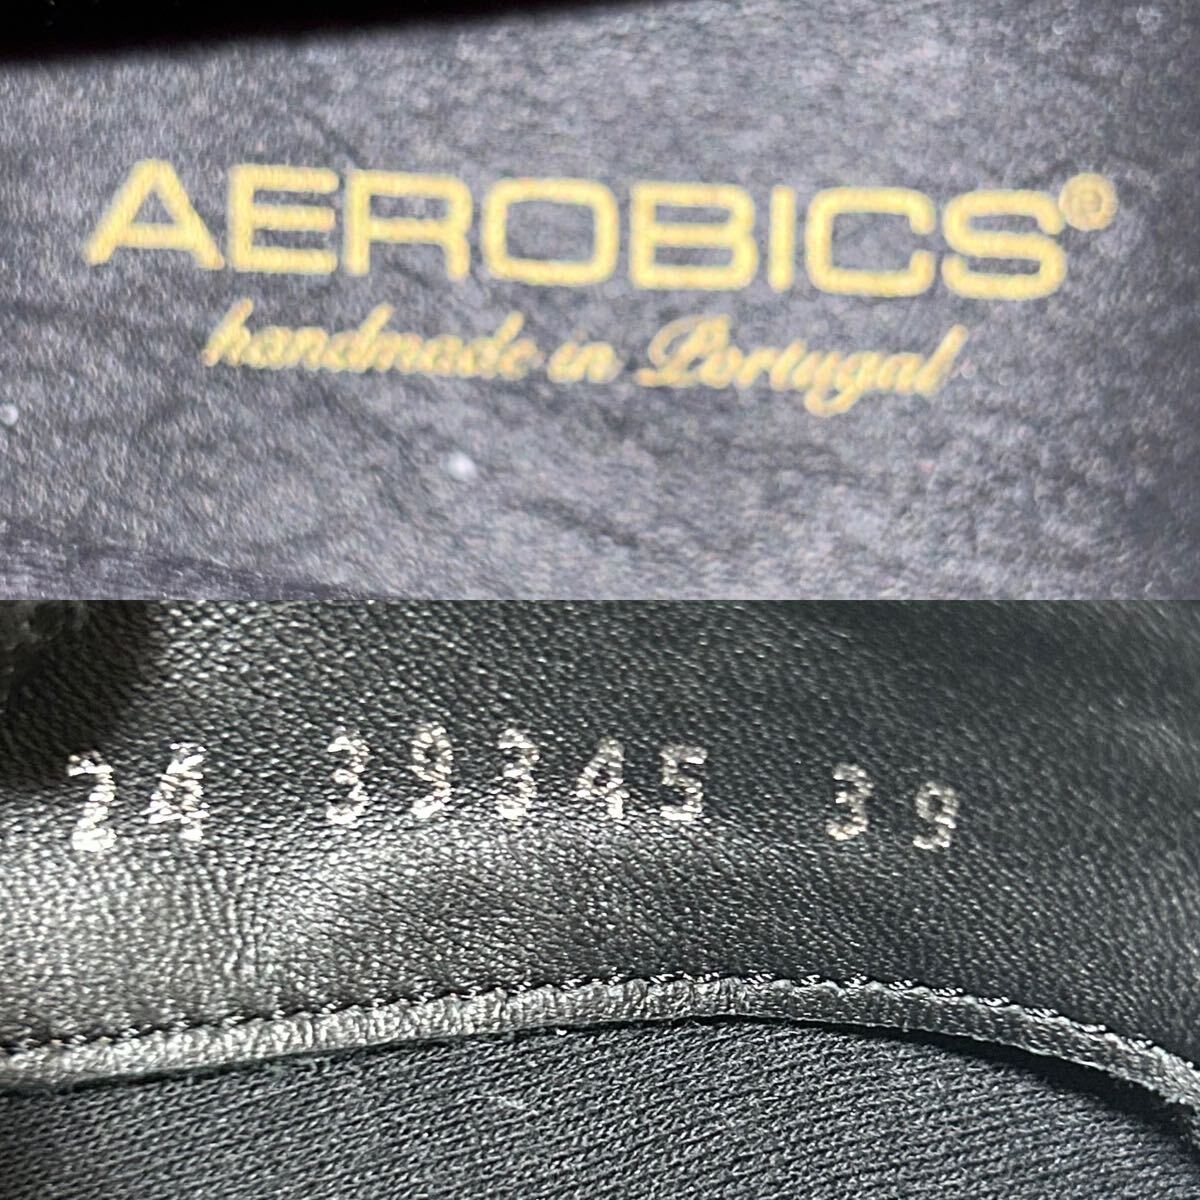 AEROBICS®
handmade in Portugal
24 39345 39